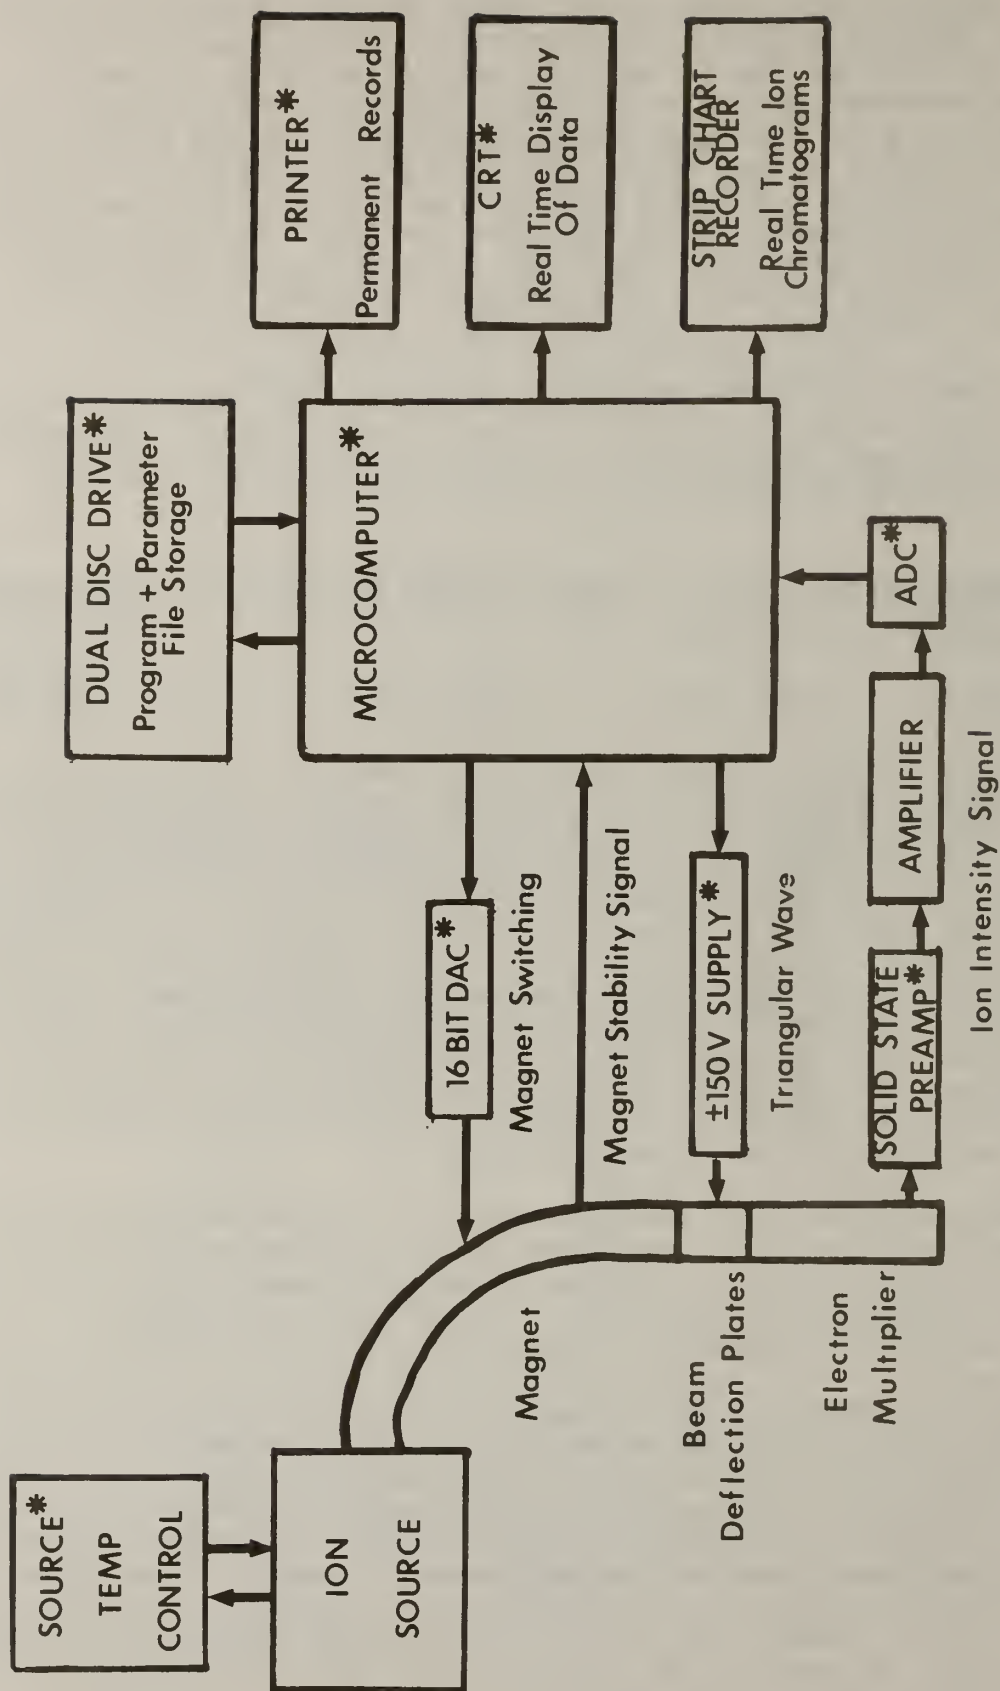 SOURCE*
TEMP
CONTROL
ION
SOURCE
DUAL DISC DRIVE*
Program + Parameter
File Storage
MICROCOMPUTER*
PRINTER*
Permanent Records
CRT*
Real Time Display
Of Data
STRIP CHART
RECORDER
Real Time Ion
Chromatograms
16 BIT DAC*
Magnet Switching
Magnet
Magnet Stability Signal
±150V SUPPLY*
Triangular Wave
Beam
Deflection Plates
Electron
Multiplier
SOLID STATE
PREAMP*
AMPLIFIER
ADC*
Ion Intensity Signal